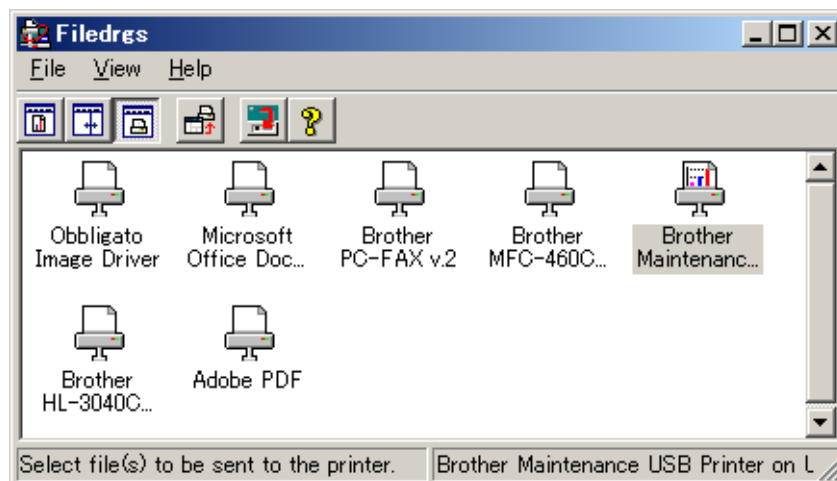 Filedrgs
File View Help
Obbligato
Image Driver
Microsoft
Office Doc...
Brother
PC-FAX v.2
Brother
MFC-460C...
Brother
Maintenanc...
Brother
HL-3040C...
Adobe PDF
Select file(s) to be sent to the printer.
Brother Maintenance USB Printer on L